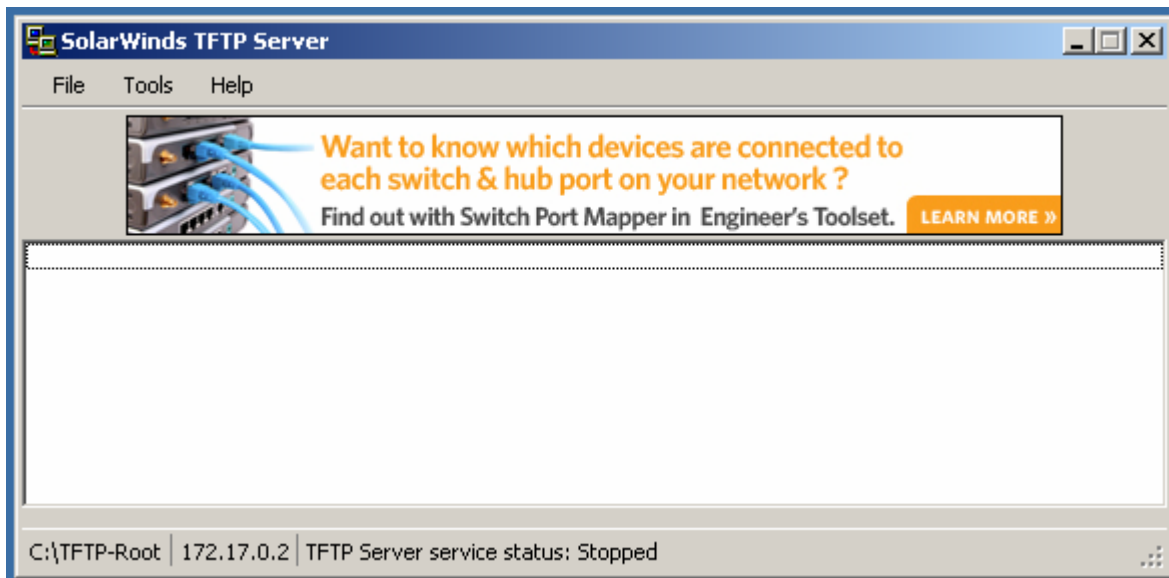 SolarWinds TFTP Server
File Tools Help
Want to know which devices are connected to
each switch & hub port on your network ?
Find out with Switch Port Mapper in Engineer's Toolset. LEARN MORE »
C:\TFTP-Root 172.17.0.2 TFTP Server service status: Stopped